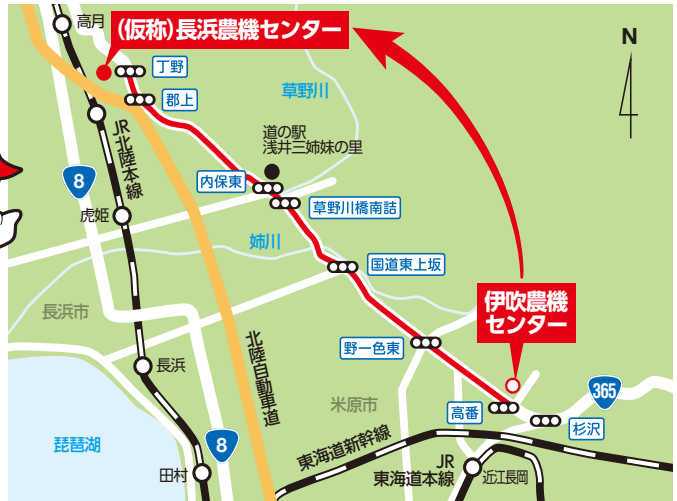 高月
(仮称)長浜農機センター
N
丁野
郡上
草野川
道の駅
浅井三姉妹の里
JR北陸本線
8
内保東
草野川橋南詰
虎姫
姉川
国道東上坂
長浜市
伊吹農機
センター
野一色東
北陸自動車道
長浜
米原市
365
高番
杉沢
琵琶湖
8
東海道新幹線
田村
JR
東海道本線
近江長岡